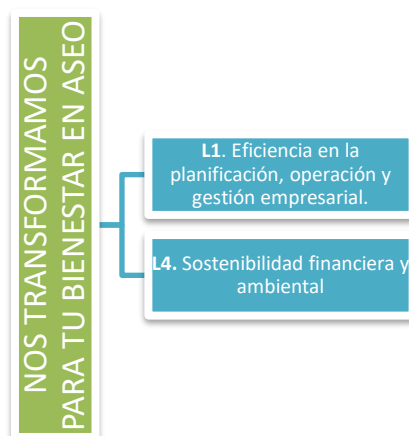 NOS TRANSFORMAMOS
PARA TU BIENESTAR EN ASEO
L1. Eficiencia en la
planificación, operación y
gestión empresarial.
L4. Sostenibilidad financiera y
ambiental